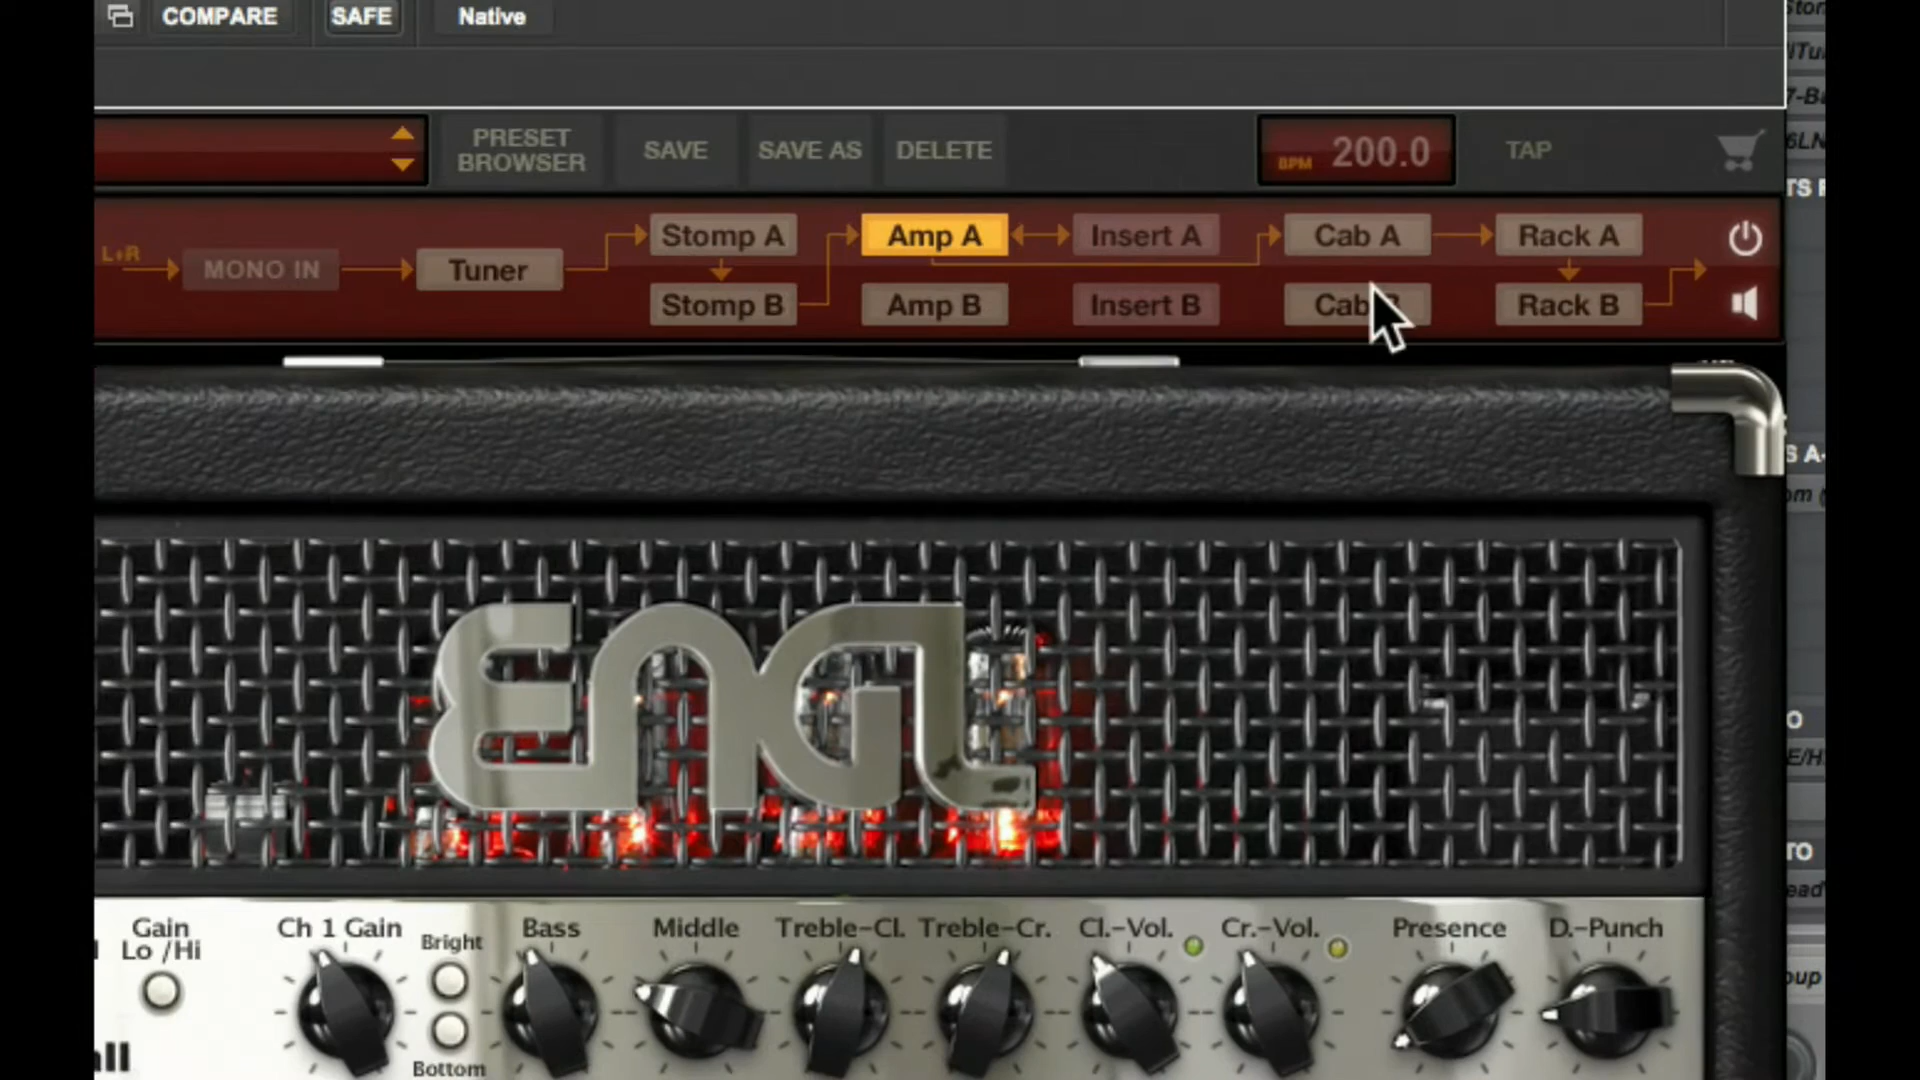 COMPARE SAFE Native
PRESET BROWSER SAVE SAVE AS DELETE BPM 200.0 TAP
L+R MONO IN Tuner Stomp A Amp A Insert A Cab A Rack A
Stomp B Amp B Insert B Cab Rack B
ENGL
Gain Lo /Hi Ch 1 Gain Bright Bass Middle Treble-Cl. Treble-Cr. Cl.-Vol. Cr.-Vol. Presence D.-Punch
Bottom